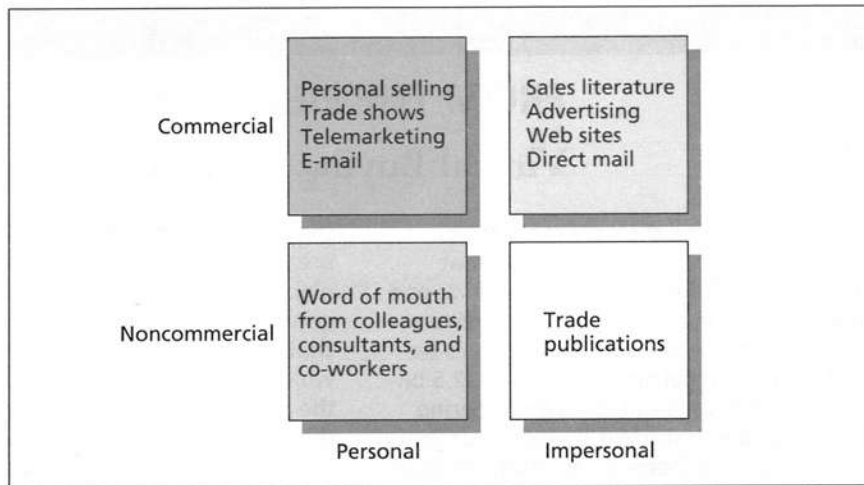 Commercial
Personal selling
Trade shows
Telemarketing
E-mail
Sales literature
Advertising
Web sites
Direct mail
Noncommercial
Word of mouth
from colleagues,
consultants, and
co-workers
Trade
publications
Personal
Impersonal